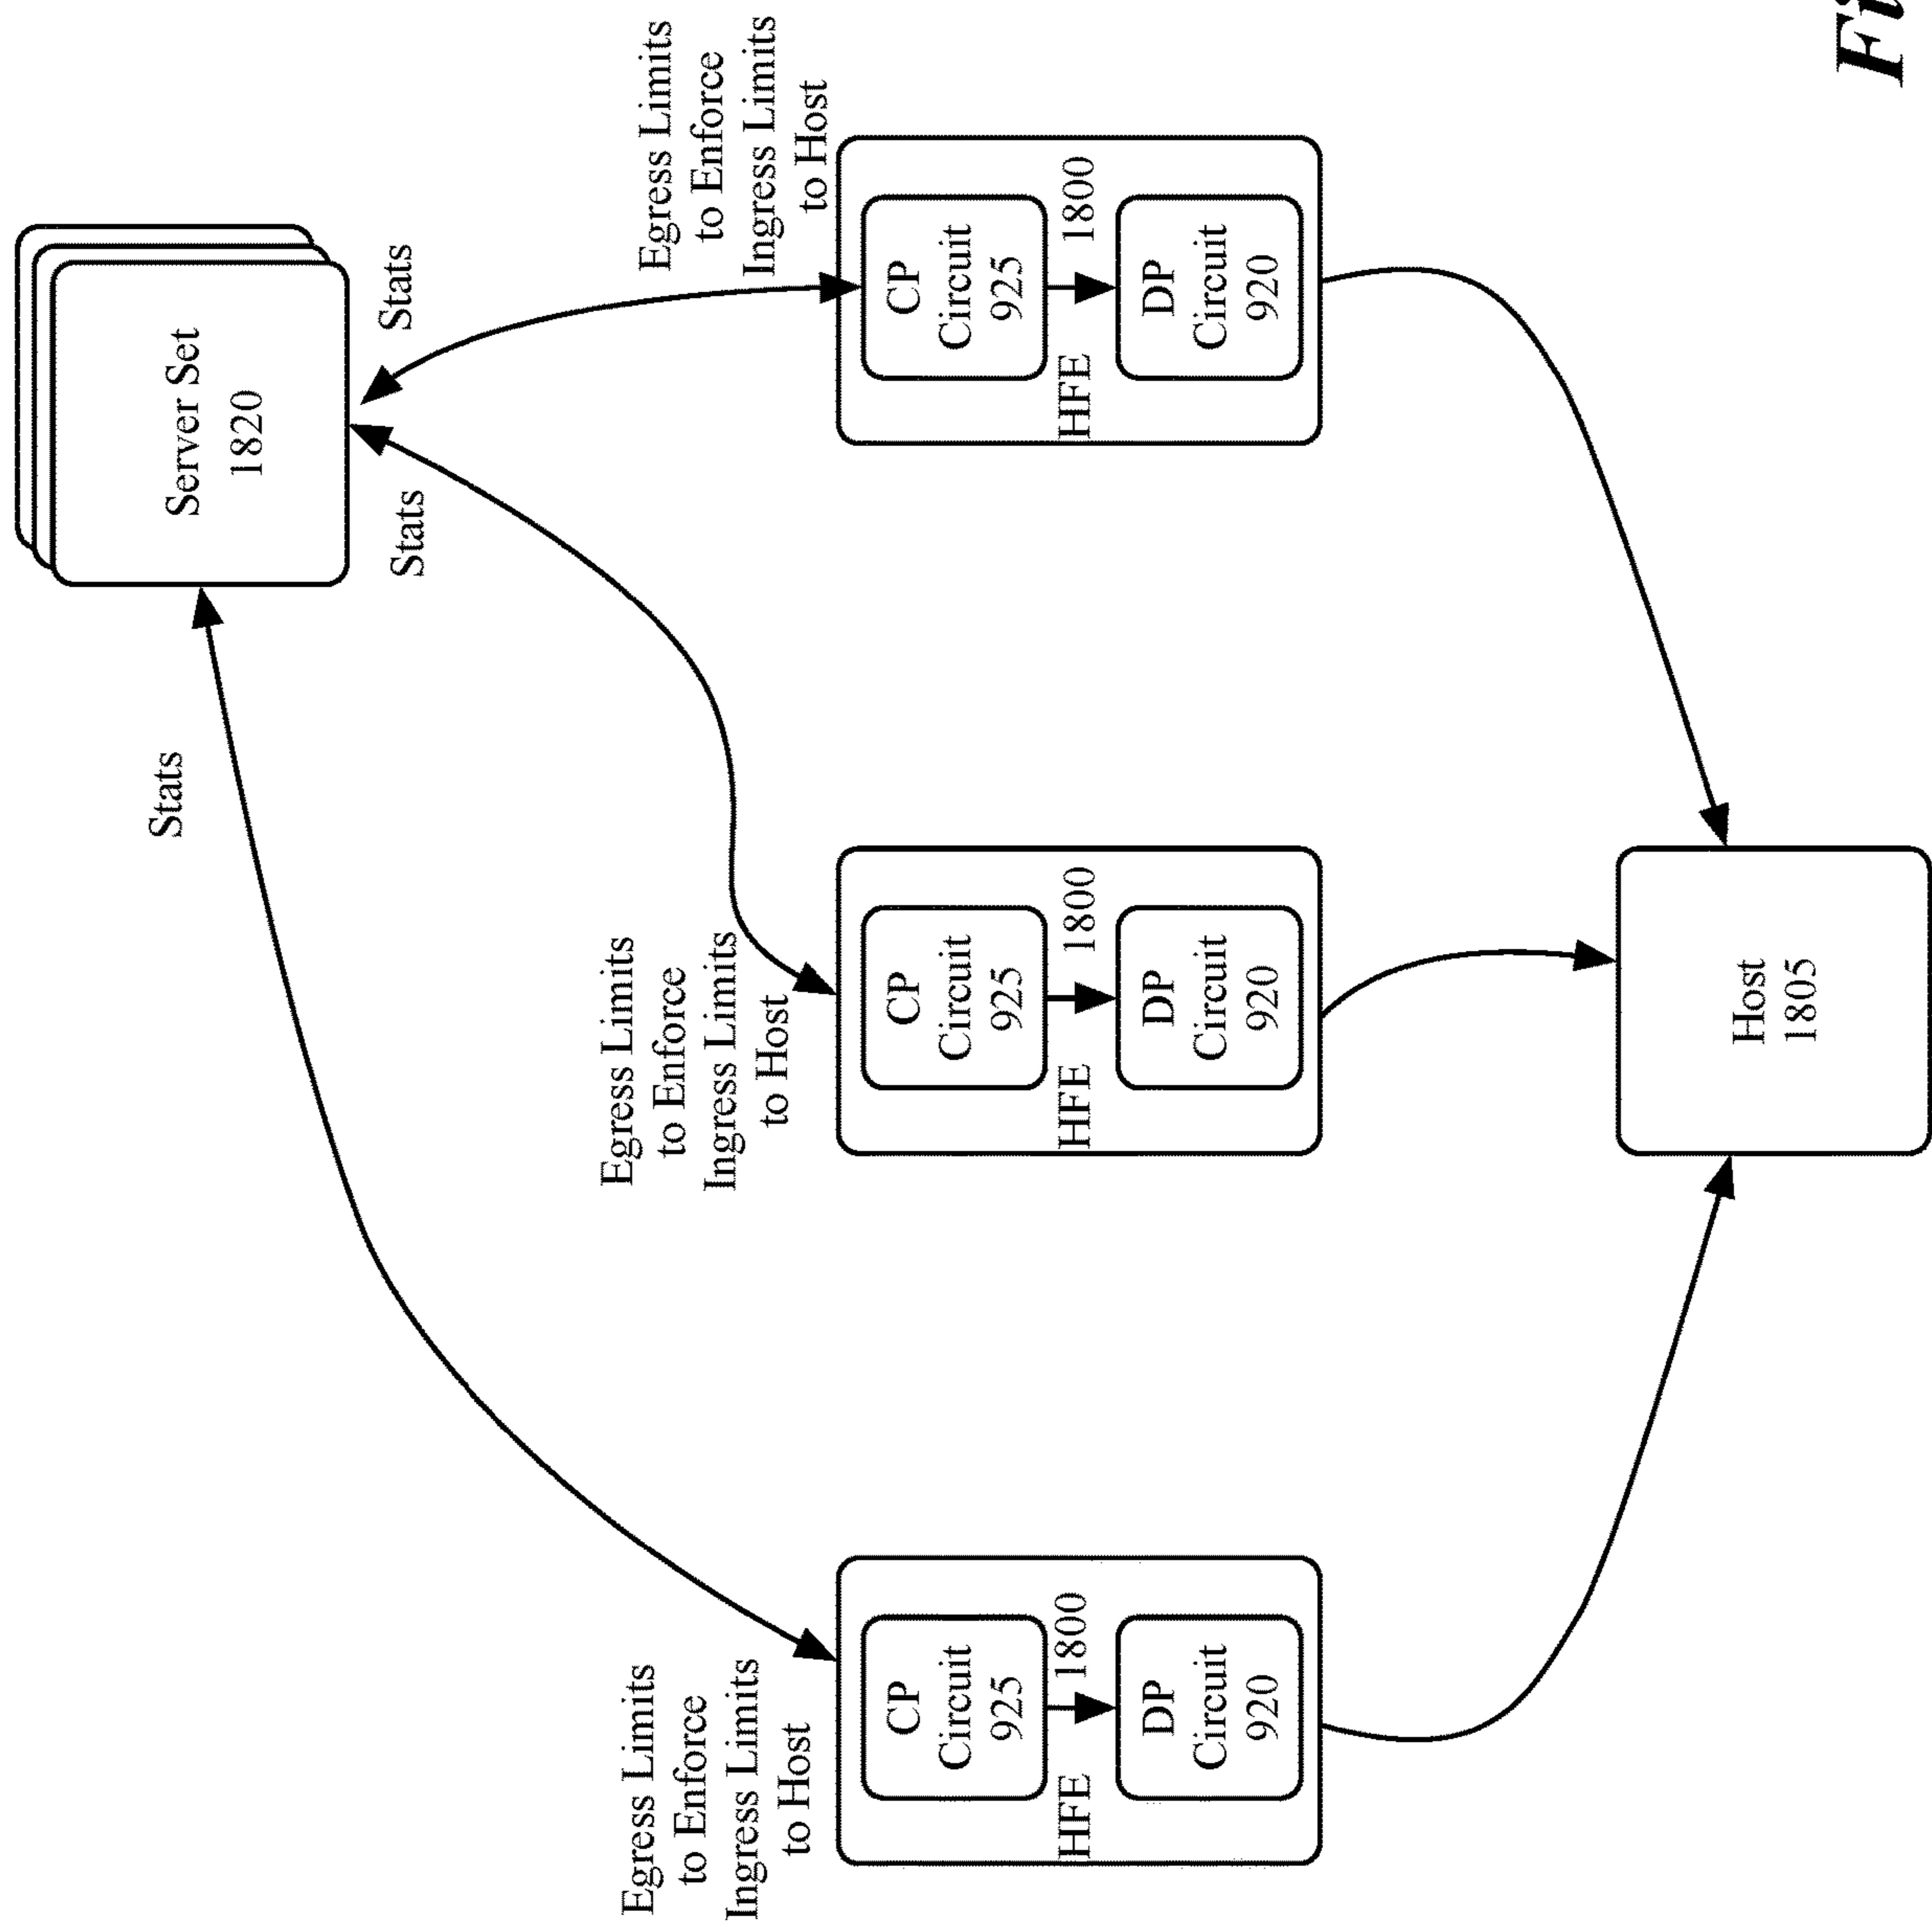 Stats
Server Set
1820
Stats
Stats
Egress Limits
to Enforce
Ingress Limits
to Host
CP
Circuit
925
HFE 1800
DP
Circuit
920
Egress Limits
to Enforce
Ingress Limits
to Host
CP
Circuit
925
HFE 1800
DP
Circuit
920
Egress Limits
to Enforce
Ingress Limits
to Host
CP
Circuit
925
HFE 1800
DP
Circuit
920
Host
1805